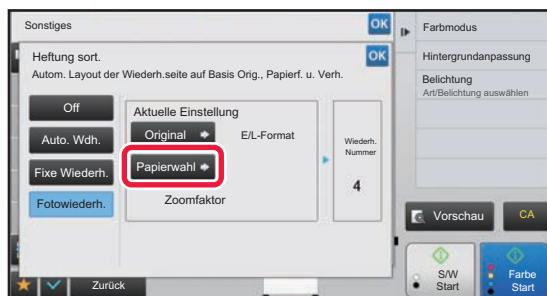 Sonstiges
OK
Heftung sort.
OK
Autom. Layout der Wiederh.seite auf Basis Orig., Papierf. u. Verh.
Off
Auto. Wdh.
Fixe Wiederh.
Fotowiederh.
Aktuelle Einstellung
Original
E/L-Format
Papierwahl
Zoomfaktor
Wiederh.
Nummer
4
Zurück
Farbmodus
Hintergrundanpassung
Belichtung
Art/Belichtung auswählen
Vorschau
CA
S/W
Start
Farbe
Start